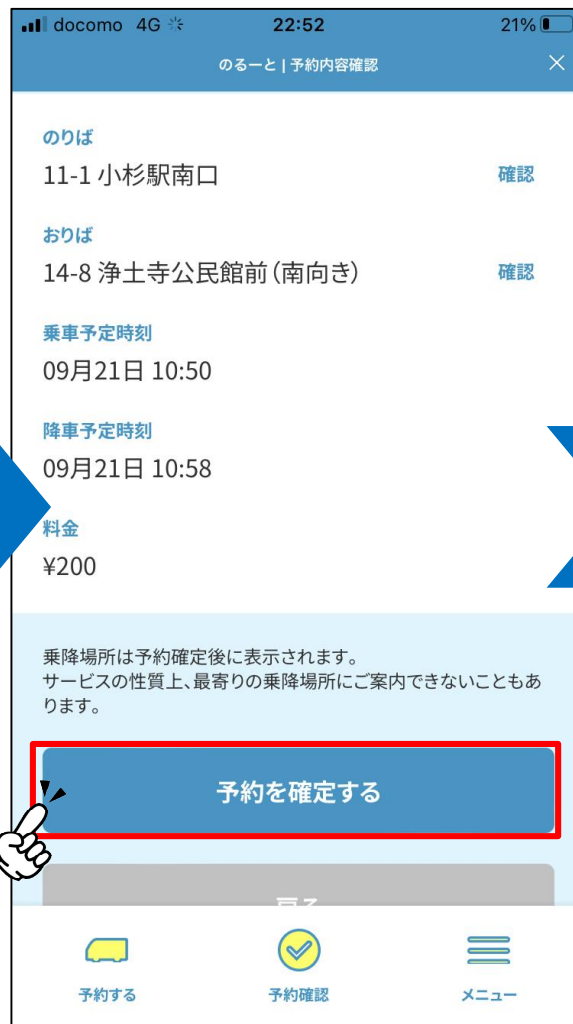 docomo 4G 22:52 21%
のるーと | 予約内容確認
のりば
11-1 小杉駅南口 確認
おりば
14-8 浄土寺公民館前（南向き） 確認
乗車予定時刻
09月21日 10:50
降車予定時刻
09月21日 10:58
料金
¥200
乗降場所は予約確定後に表示されます。
サービスの性質上、最寄りの乗降場所にご案内できないこともあ
ります。
予約を確定する
戻る
予約する 予約確認 メニュー